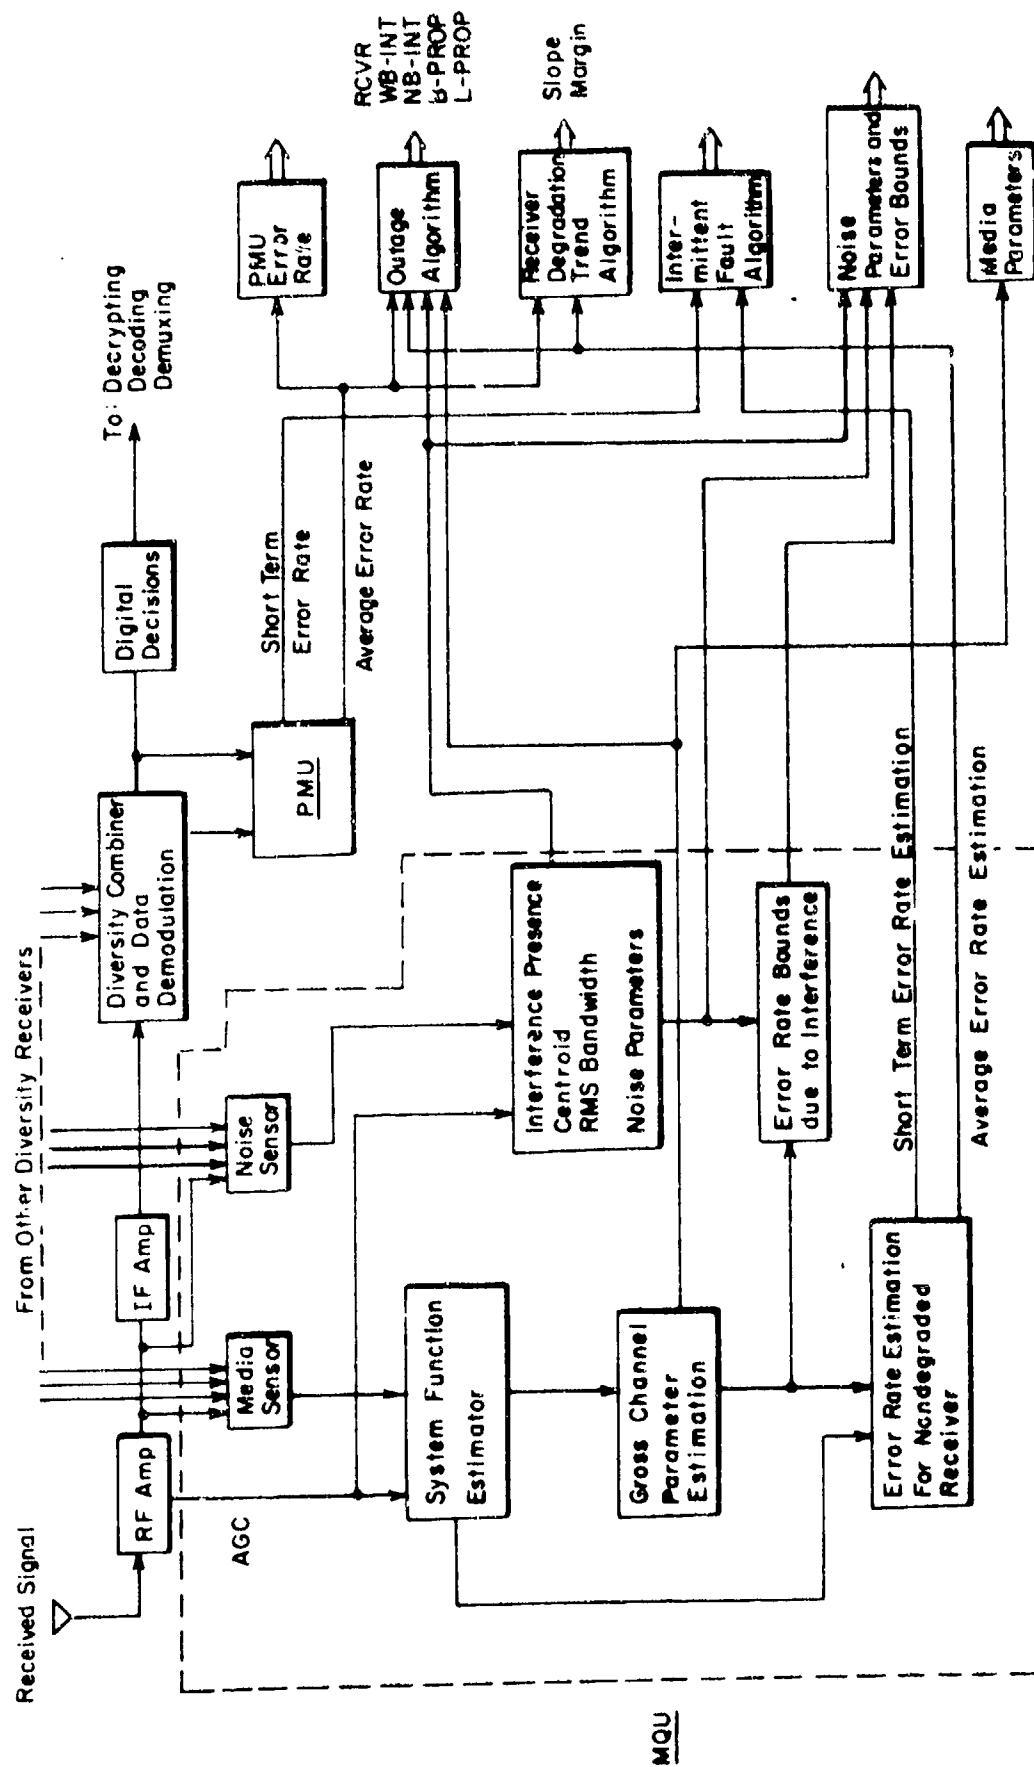 Received Signal
From Other Diversity Receivers
RF Amp
IF Amp
Diversity Combiner
and Data
Demodulation
Digital
Decisions
To: Decrypting
Decoding
Demuxing
AGC
Media
Sensor
Noise
Sensor
PMU
Short Term
Error Rate
Average Error Rate
PMU
Error
Rate
System Function
Estimator
Interference Presence
Centroid
RMS Bandwidth
Noise Parameters
Outage
Algorithm
RCVR
WB-INT
NB-INT
B-PROP
L-PROP
Receiver
Degradation
Trend
Algorithm
Slope
Margin
Gross Channel
Parameter
Estimation
Error Rate Bounds
due to Interference
Inter-
mittent
Fault
Algorithm
Error Rate Estimation
For Nondegraded
Receiver
Short Term Error Rate Estimation
Average Error Rate Estimation
Noise
Parameters and
Error Bounds
Media
Parameters
MQU